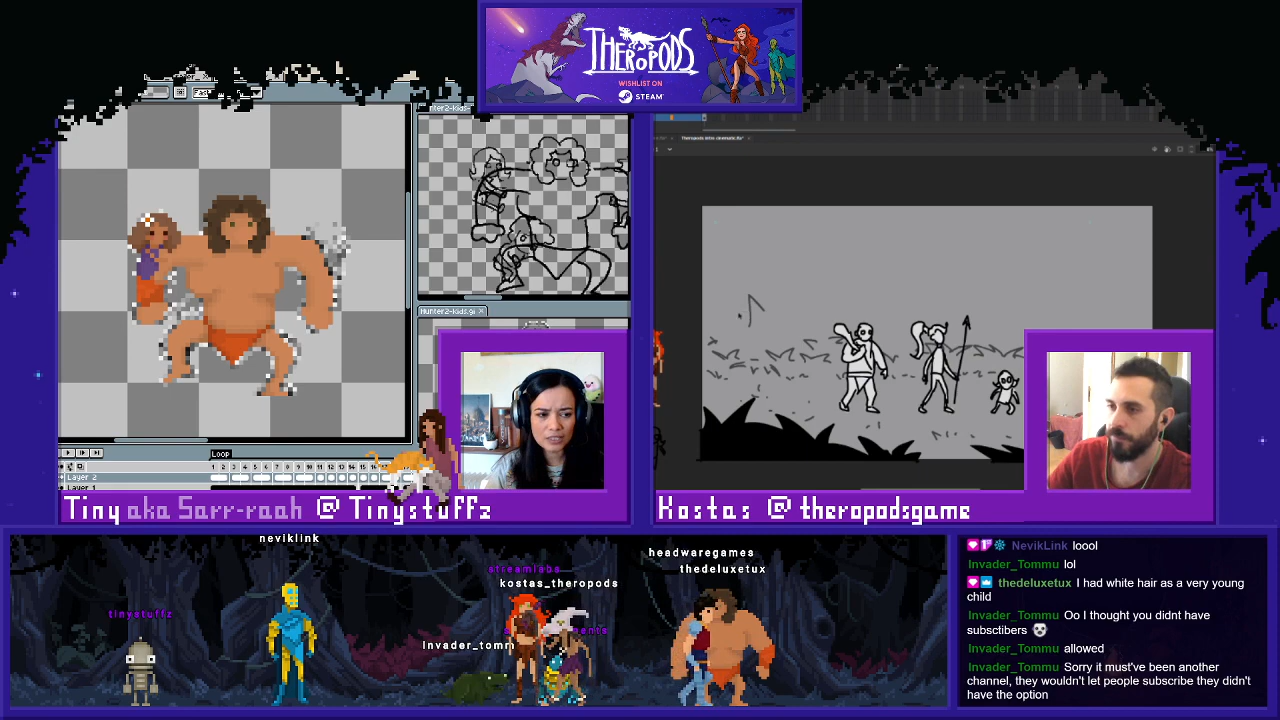 THEROPODS
WISHLIST ON
STEAM
Hunter2-Kids.gi
Loop
Layer 2
Layer 1
Tiny aka Sarr-raah @ Tinystuffz
Kostas @ theropodsgame
neviklink
headwaregames
streamlabs
thedeluxetux
kostas_theropods
tinystuffz
Invader_tomm
NevikLink loool
Invader_Tommu lol
thedeluxetux I had white hair as a very young
child
Invader_Tommu Oo I thought you didnt have
subsctibers
Invader_Tommu allowed
Invader_Tommu Sorry it must've been another
channel, they wouldn't let people subscribe they didn't
have the option